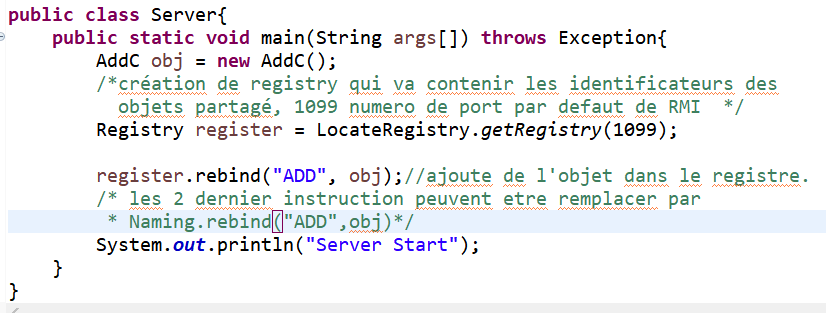 public class Server{
public static void main(String args[]) throws Exception{
AddC obj = new AddC();
/*création de registry qui va contenir les identificateurs des
objets partagé, 1099 numero de port par defaut de RMI */
Registry register = LocateRegistry.getRegistry(1099);
register.rebind("ADD", obj);//ajoute de l'objet dans le registre.
/* les 2 dernier instruction peuvent etre remplacer par
* Naming.rebind("ADD",obj)*/
System.out.println("Server Start");
}
}